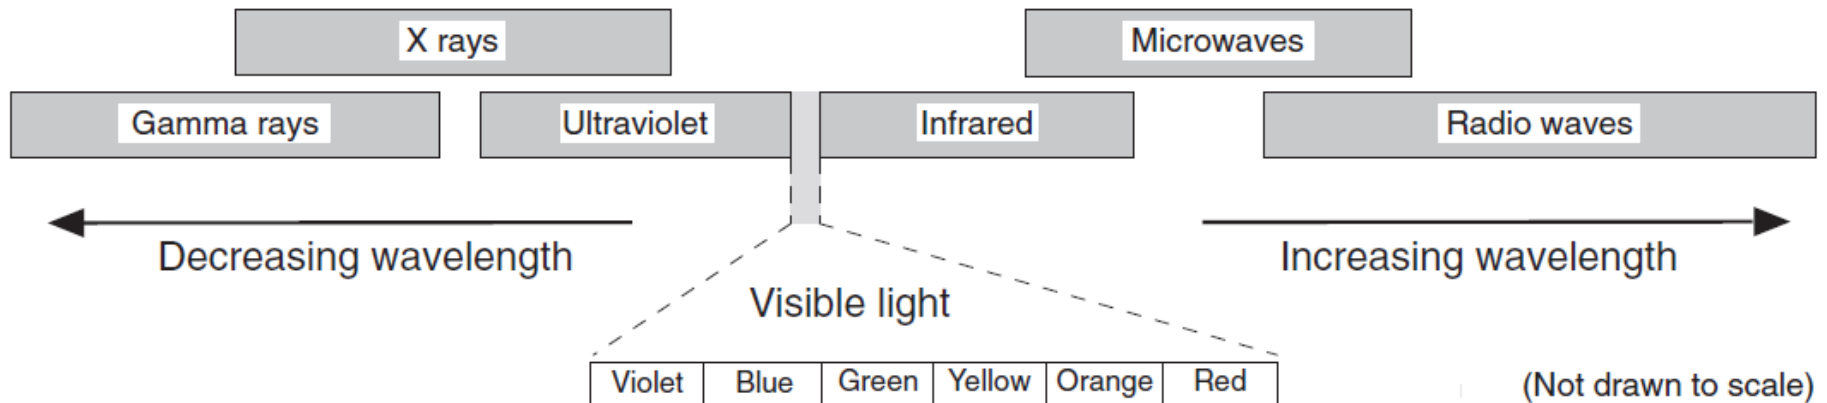 X rays
Microwaves
Gamma rays
Ultraviolet
Infrared
Radio waves
Decreasing wavelength
Increasing wavelength
Visible light
Violet Blue Green Yellow Orange Red
(Not drawn to scale)